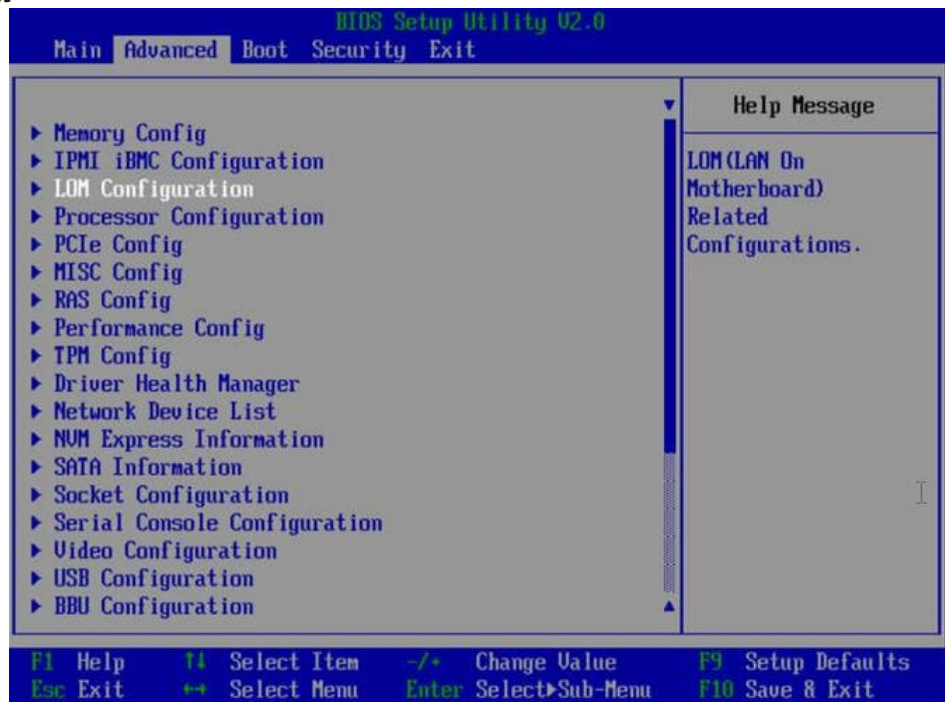 BIOS Setup Utility V2.0
Main Advanced Boot Security Exit
Help Message
▶ Memory Config
▶ IPMI iBMC Configuration
▶ LOM Configuration
▶ Processor Configuration
▶ PCIe Config
▶ MISC Config
▶ RAS Config
▶ Performance Config
▶ TPM Config
▶ Driver Health Manager
▶ Network Device List
▶ NVM Express Information
▶ SATA Information
▶ Socket Configuration
▶ Serial Console Configuration
▶ Video Configuration
▶ USB Configuration
▶ BBU Configuration
LOM(LAN On
Motherboard)
Related
Configurations.
F1 Help ↑↓ Select Item -/+ Change Value F9 Setup Defaults
Esc Exit ←→ Select Menu Enter Select▶Sub-Menu F10 Save & Exit